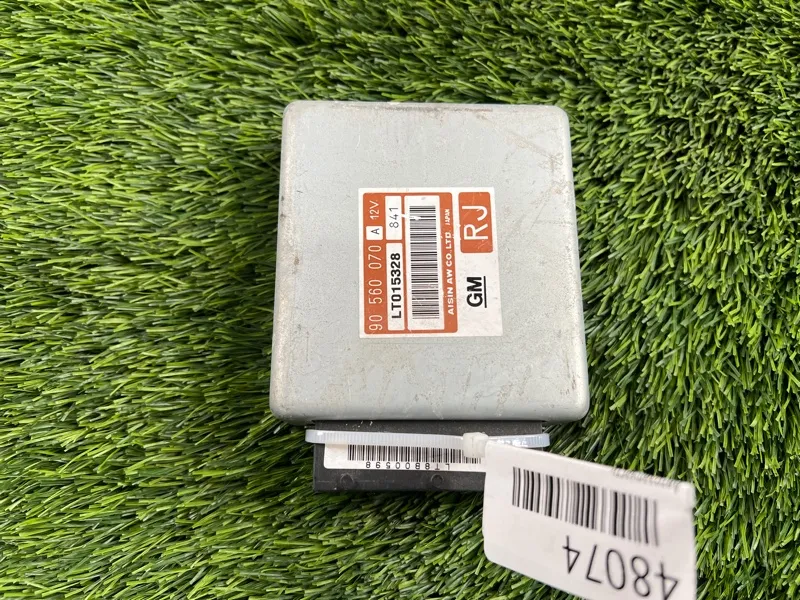 90 560 070 A 12V.
LT015328 841
AISIN AW CO., LTD JAPAN
GM RJ
LT8800598
48074